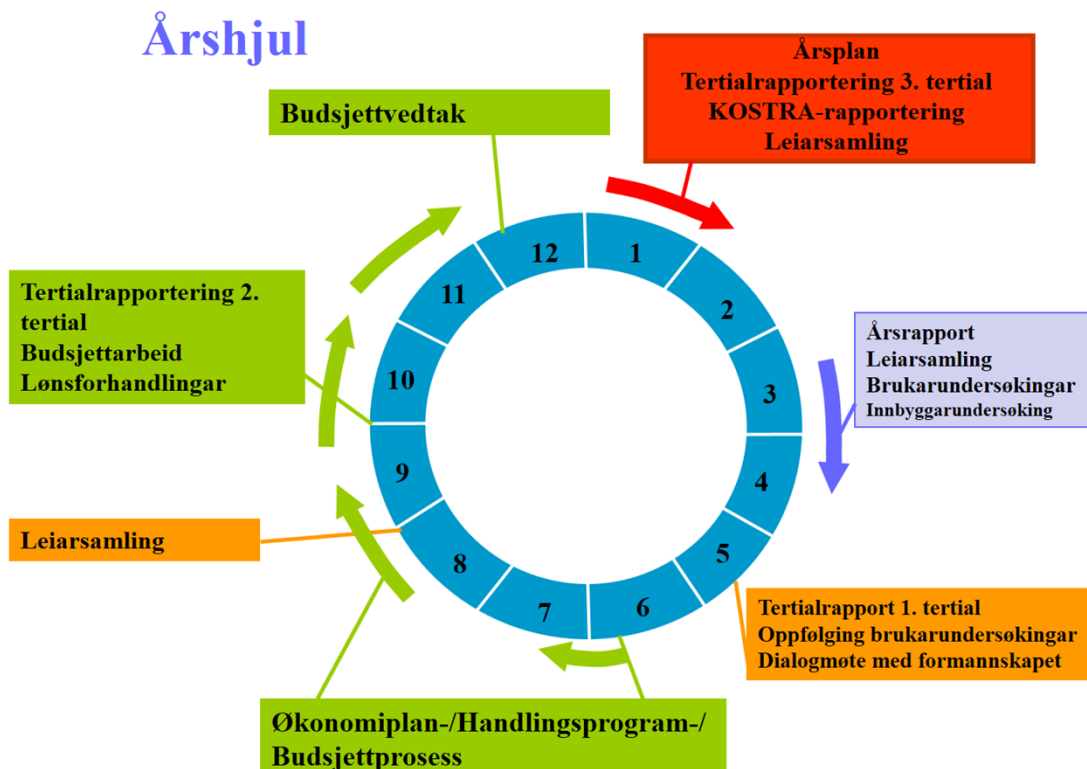 Årshjul
Årsplan
Tertialrapportering 3. tertial
KOSTRA-rapportering
Leiarsamling
Budsjettvedtak
12
1
11
2
Tertialrapportering 2.
tertial
Budsjettarbeid
Lønsforhandlingar
Årsrapport
Leiarsamling
Brukarundersøkingar
Innbyggarundersøking
10
3
9
4
Leiarsamling
8
5
7
6
Tertialrapport 1. tertial
Oppfølging brukarundersøkingar
Dialogmøte med formannskapet
Økonomiplan-/Handlingsprogram-/
Budsjettprosess